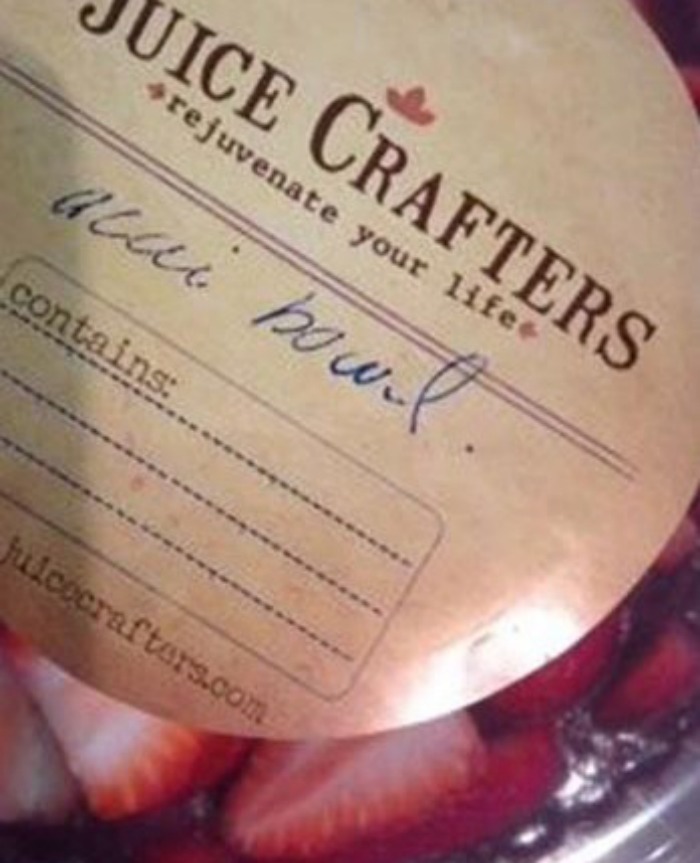 JUICE CRAFTERS
rejuvenate your life
acai bowl.
contains:
juicecrafters.com